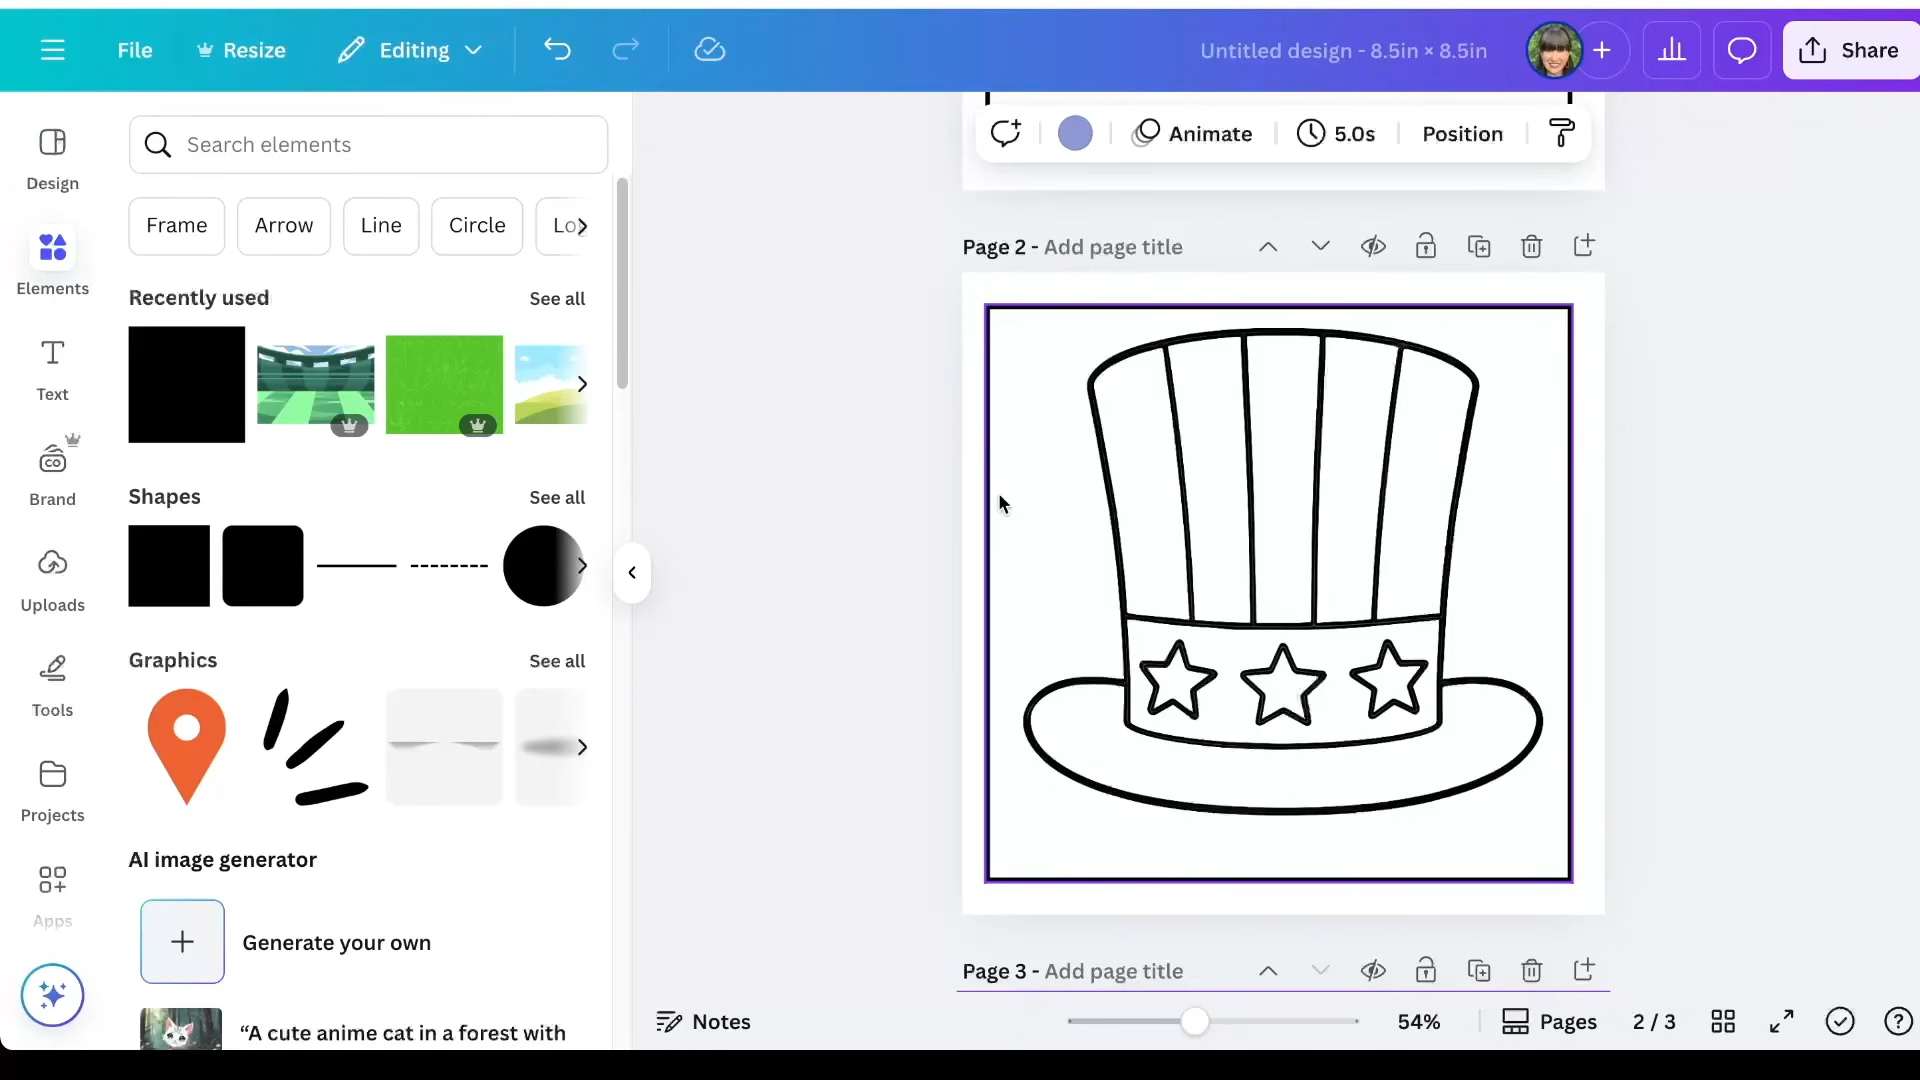 File
Resize
Editing
Untitled design - 8.5in × 8.5in
Share
Design
Elements
Text
Brand
Uploads
Tools
Projects
Apps
Search elements
Frame
Arrow
Line
Circle
Recently used
See all
Shapes
See all
Graphics
See all
AI image generator
Generate your own
“A cute anime cat in a forest with
Animate
5.0s
Position
Page 2 - Add page title
Page 3 - Add page title
Notes
54%
Pages
2 / 3